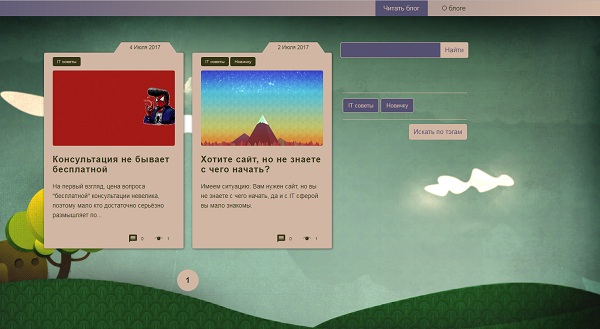 Читать блог
О блоге
4 Июля 2017
IT советы
Консультация не бывает
бесплатной
На первый взгляд, цена вопроса
"бесплатной" консультации невелика,
поэтому мало кто достаточно серьёзно
размышляет по...
0
1
2 Июля 2017
IT советы
Новичку
Хотите сайт, но не знаете
с чего начать?
Имеем ситуацию: Вам нужен сайт, но вы
не знаете с чего начать, да и с IT сферой
вы мало знакомы.
0
1
Найти
IT советы
Новичку
Искать по тэгам
1